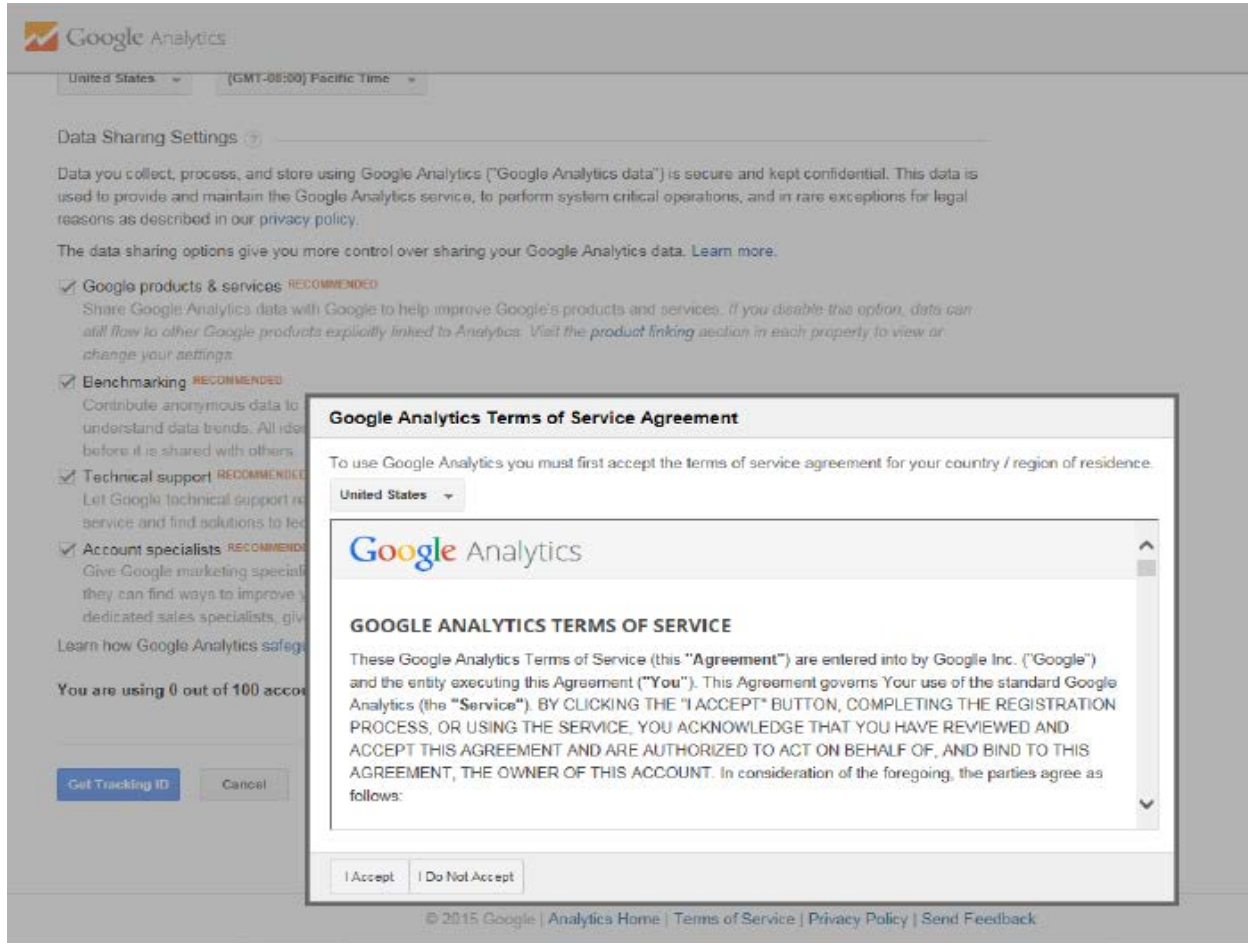 Google Analytics
United States
(GMT-08:00) Pacific Time
Data Sharing Settings ?
Data you collect, process, and store using Google Analytics ("Google Analytics data") is secure and kept confidential. This data is
used to provide and maintain the Google Analytics service, to perform system critical operations, and in rare exceptions for legal
reasons as described in our privacy policy.
The data sharing options give you more control over sharing your Google Analytics data. Learn more.
Google products & services RECOMMENDED
Share Google Analytics data with Google to help improve Google's products and services. If you disable this option, data can
still flow to other Google products explicitly linked to Analytics. Visit the product linking section in each property to view or
change your settings.
Benchmarking RECOMMENDED
Contribute anonymous data to
understand data trends. All
before it is shared with others.
Technical support RECOMMENDED
Let Google technical support
service and find solutions to
Account specialists
Give Google marketing
they can find ways to improve
dedicated sales specialists,
Learn how Google Analytics
You are using 0 out of 100
Get Tracking ID
Cancel
Google Analytics Terms of Service Agreement
To use Google Analytics you must first accept the terms of service agreement for your country / region of residence.
United States
Google Analytics
GOOGLE ANALYTICS TERMS OF SERVICE
These Google Analytics Terms of Service (this "Agreement") are entered into by Google Inc. ("Google")
and the entity executing this Agreement ("You"). This Agreement governs Your use of the standard Google
Analytics (the "Service"). BY CLICKING THE "I ACCEPT" BUTTON, COMPLETING THE REGISTRATION
PROCESS, OR USING THE SERVICE, YOU ACKNOWLEDGE THAT YOU HAVE REVIEWED AND
ACCEPT THIS AGREEMENT AND ARE AUTHORIZED TO ACT ON BEHALF OF, AND BIND TO THIS
AGREEMENT, THE OWNER OF THIS ACCOUNT. In consideration of the foregoing, the parties agree as
follows:
I Accept
I Do Not Accept
© 2015 Google | Analytics Home | Terms of Service | Privacy Policy | Send Feedback